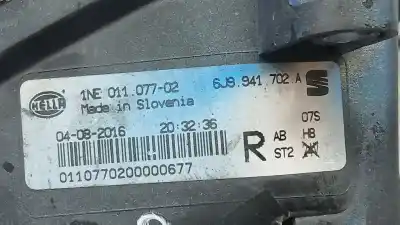 HELLA
1NE 011.077-02 6J9.941.702 A
Made in Slovenia
04-08-2016 20:32:36
07S
R AB H8
ST2
0110770200000677